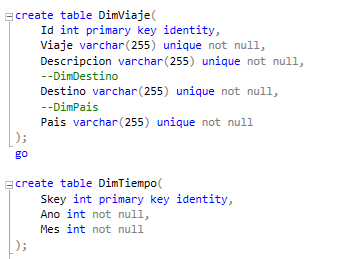 create table DimViaje(
Id int primary key identity,
Viaje varchar(255) unique not null,
Descripcion varchar(255) unique not null,
--DimDestino
Destino varchar(255) unique not null,
--DimPais
Pais varchar(255) unique not null
);
go
create table DimTiempo(
Skey int primary key identity,
Ano int not null,
Mes int not null
);